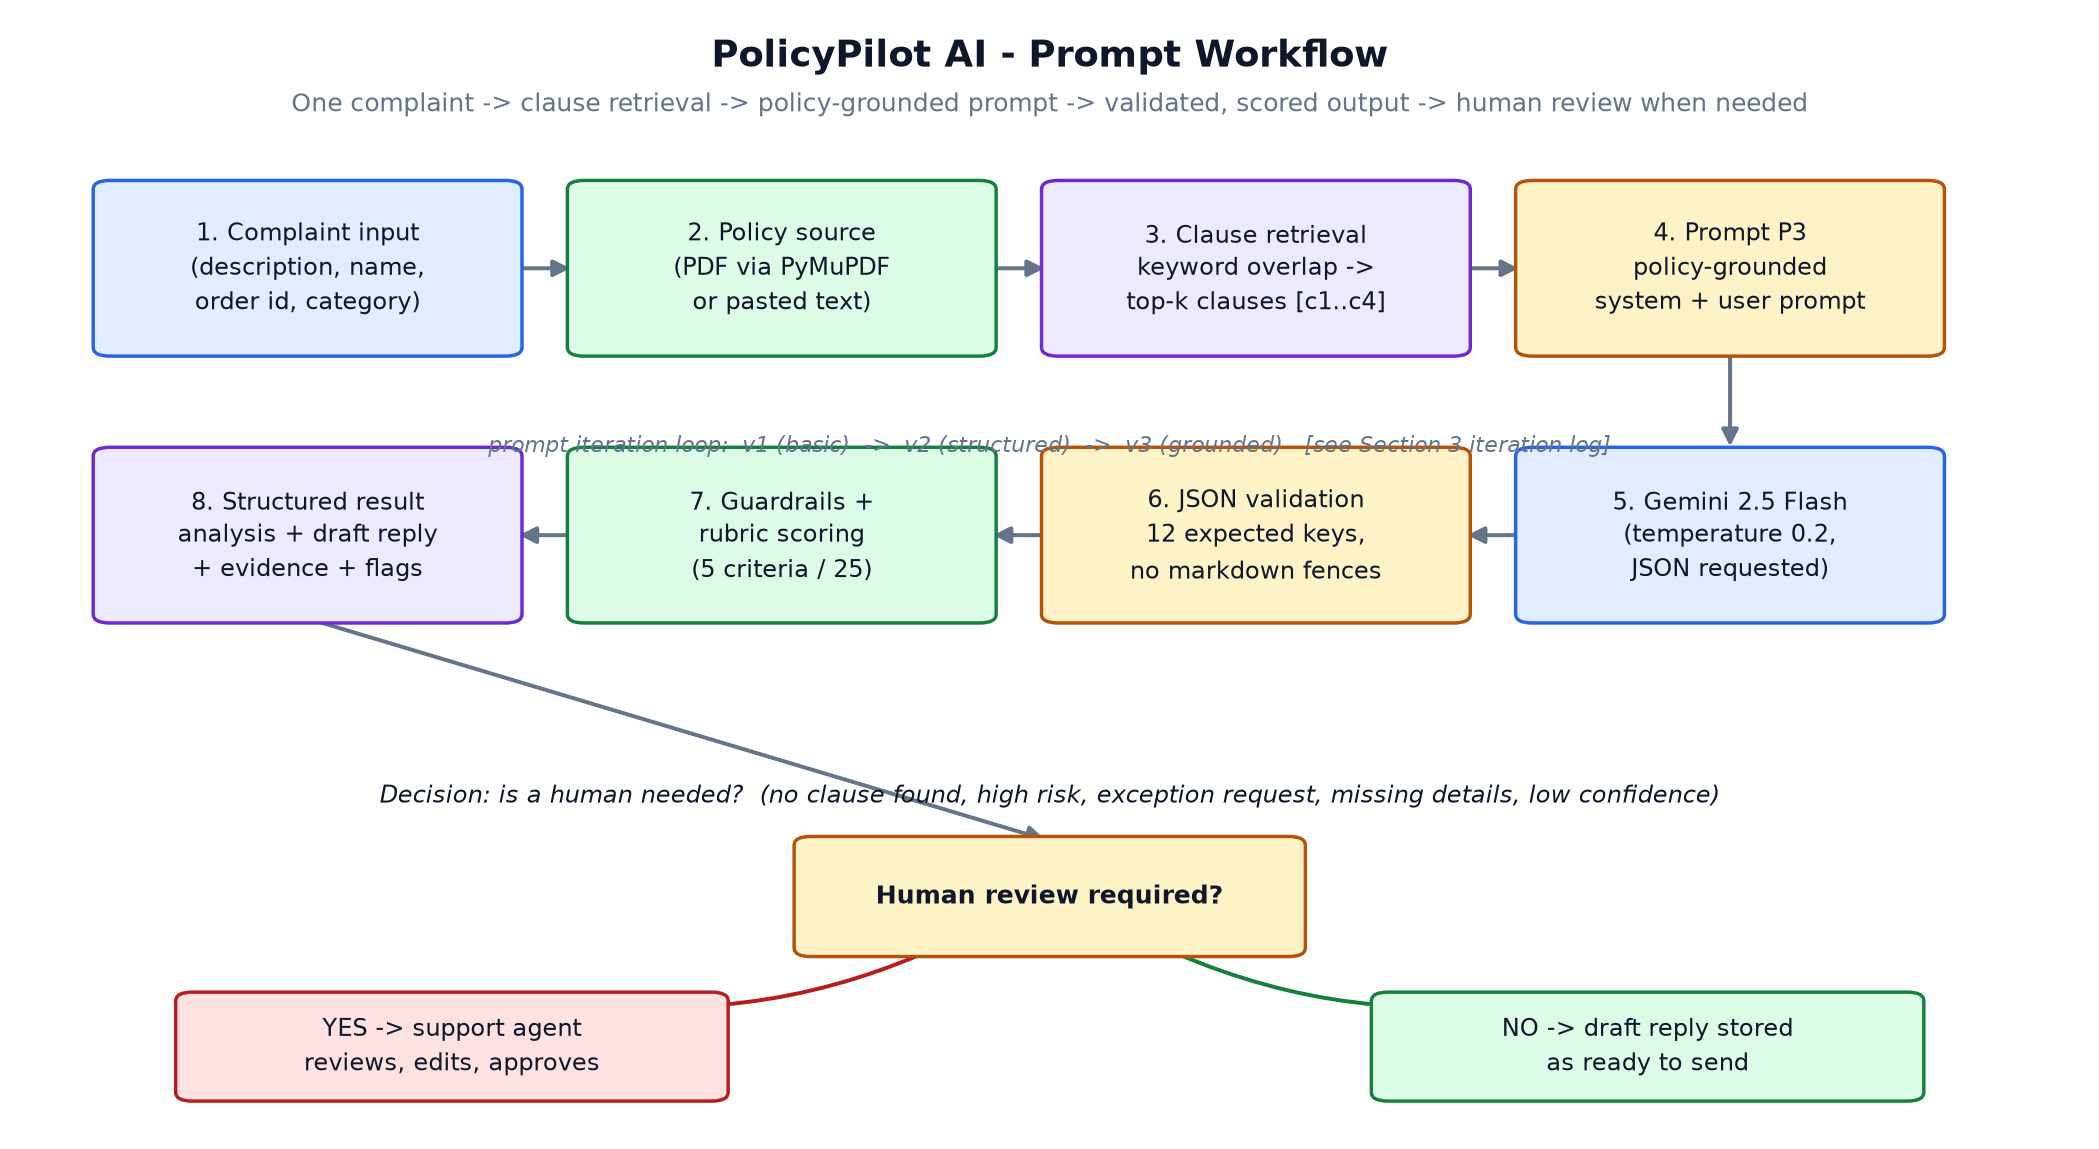 PolicyPilot AI - Prompt Workflow
One complaint -> clause retrieval -> policy-grounded prompt -> validated, scored output -> human review when needed
1. Complaint input
(description, name,
order id, category)
2. Policy source
(PDF via PyMuPDF
or pasted text)
3. Clause retrieval
keyword overlap ->
top-k clauses [c1..c4]
4. Prompt P3
policy-grounded
system + user prompt
prompt iteration loop:  v1 (basic)  ->  v2 (structured)  ->  v3 (grounded)   [see Section 3 iteration log]
8. Structured result
analysis + draft reply
+ evidence + flags
7. Guardrails +
rubric scoring
(5 criteria / 25)
6. JSON validation
12 expected keys,
no markdown fences
5. Gemini 2.5 Flash
(temperature 0.2,
JSON requested)
Decision: is a human needed?  (no clause found, high risk, exception request, missing details, low confidence)
Human review required?
YES -> support agent
reviews, edits, approves
NO -> draft reply stored
as ready to send